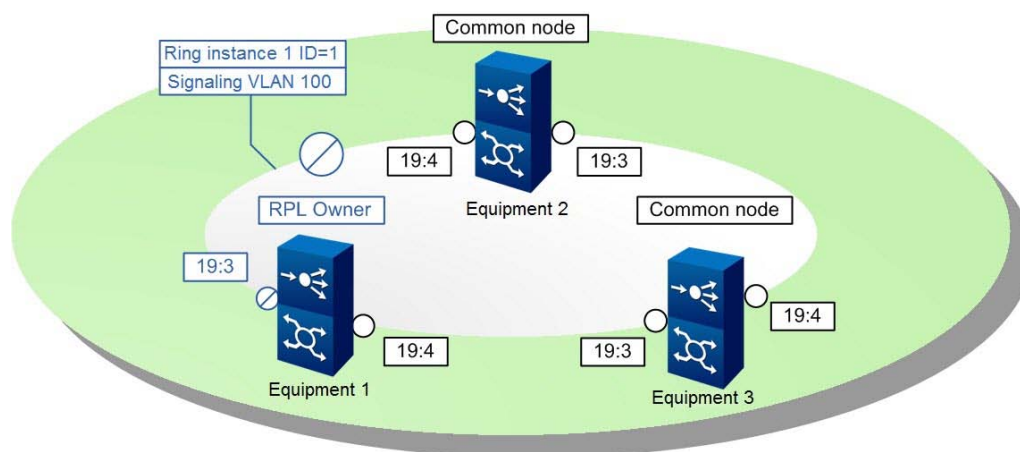 Common node
Ring instance 1 ID=1
Signaling VLAN 100
19:4
19:3
Equipment 2
RPL Owner
Common node
19:3
19:4
19:4
19:3
Equipment 1
Equipment 3